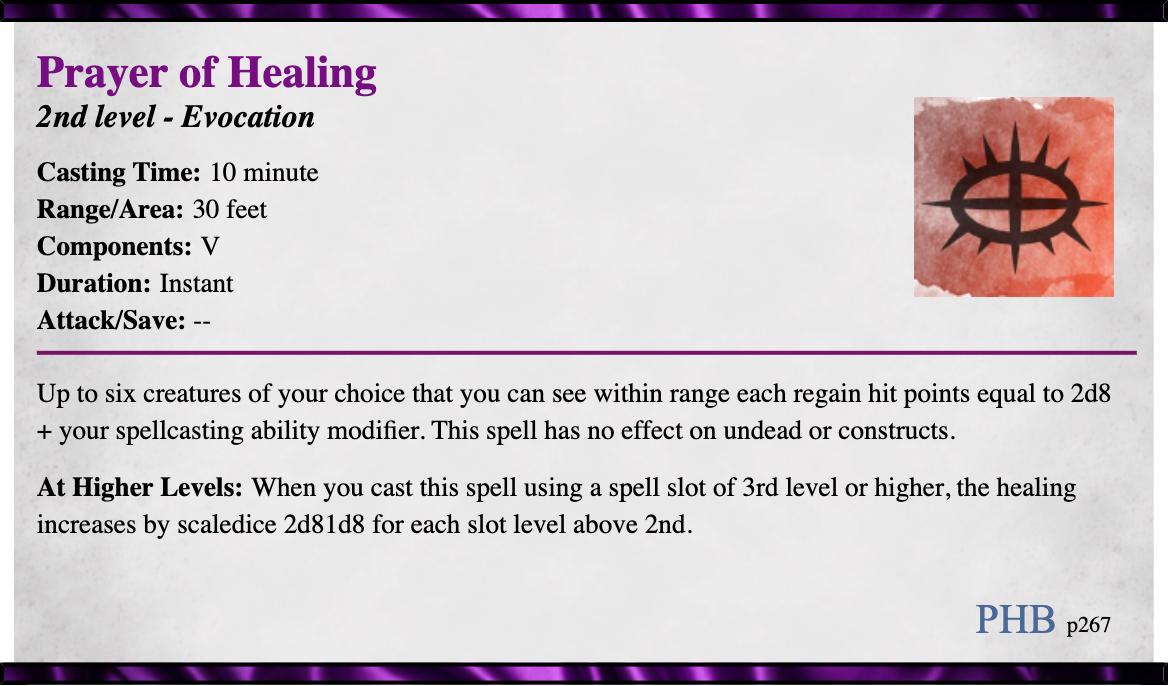 Prayer of Healing
2nd level - Evocation
Casting Time: 10 minute
Range/Area: 30 feet
Components: V
Duration: Instant
Attack/Save: --
Up to six creatures of your choice that you can see within range each regain hit points equal to 2d8
+ your spellcasting ability modifier. This spell has no effect on undead or constructs.
At Higher Levels: When you cast this spell using a spell slot of 3rd level or higher, the healing
increases by scaledice 2d81d8 for each slot level above 2nd.
PHB p267